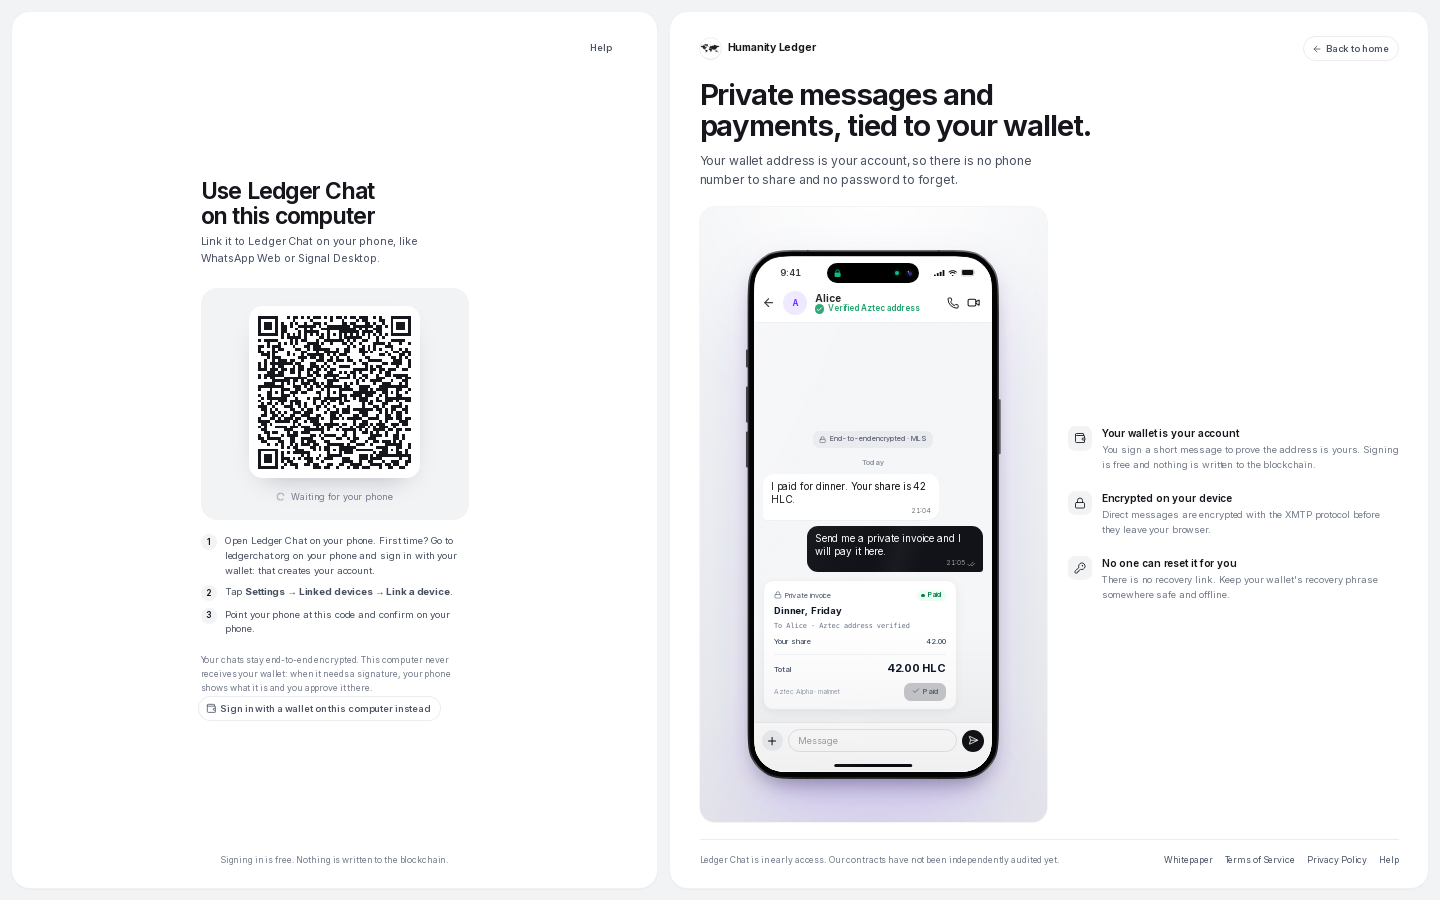 Help
Use Ledger Chat
on this computer
Link it to Ledger Chat on your phone, like
WhatsApp Web or Signal Desktop.
Waiting for your phone
1 Open Ledger Chat on your phone. First time? Go to
ledgerchat.org on your phone and sign in with your
wallet: that creates your account.
2 Tap Settings → Linked devices → Link a device.
3 Point your phone at this code and confirm on your
phone.
Your chats stay end-to-end encrypted. This computer never
receives your wallet: when it needs a signature, your phone
shows what it is and you approve it there.
Sign in with a wallet on this computer instead
Signing in is free. Nothing is written to the blockchain.
Humanity Ledger
← Back to home
Private messages and
payments, tied to your wallet.
Your wallet address is your account, so there is no phone
number to share and no password to forget.
9:41
A
Alice
Verified Aztec address
End-to-end encrypted · MLS
Today
I paid for dinner. Your share is 42
HLC.
21:04
Send me a private invoice and I
will pay it here.
21:05
Private invoice
Paid
Dinner, Friday
To Alice · Aztec address verified
Your share 42.00
Total 42.00 HLC
Aztec Alpha · mainnet
Paid
Message
Your wallet is your account
You sign a short message to prove the address is yours. Signing
is free and nothing is written to the blockchain.
Encrypted on your device
Direct messages are encrypted with the XMTP protocol before
they leave your browser.
No one can reset it for you
There is no recovery link. Keep your wallet's recovery phrase
somewhere safe and offline.
Ledger Chat is in early access. Our contracts have not been independently audited yet.
Whitepaper Terms of Service Privacy Policy Help